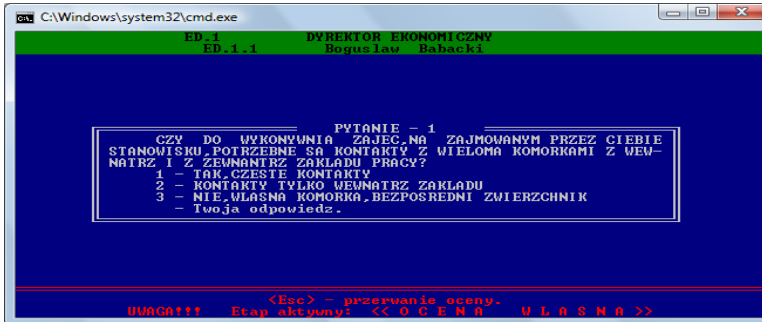 C:\Windows\system32\cmd.exe
ED.1 DYREKTOR EKONOMICZNY
ED.1.1 Boguslaw Babacki
PYTANIE - 1
CZY DO WYKONYWNIA ZAJEC,NA ZAJMOWANYM PRZEZ CIEBIE
STANOWISKU,POTRZEBNE SA KONTAKTY Z WIELOMA KOMORKAMI Z WEW-
NATRZ I Z ZEWNANTRZ ZAKLADU PRACY?
1 - TAK,CZESTE KONTAKTY
2 - KONTAKTY TYLKO WEWNATRZ ZAKLADU
3 - NIE,WLASNA KOMORKA,BEZPOSREDNI ZWIERZCHNIK
- Twoja odpowiedz.
<Esc> - przerwanie oceny.
UWAGA!!! Etap aktywny: << O C E N A W L A S N A >>